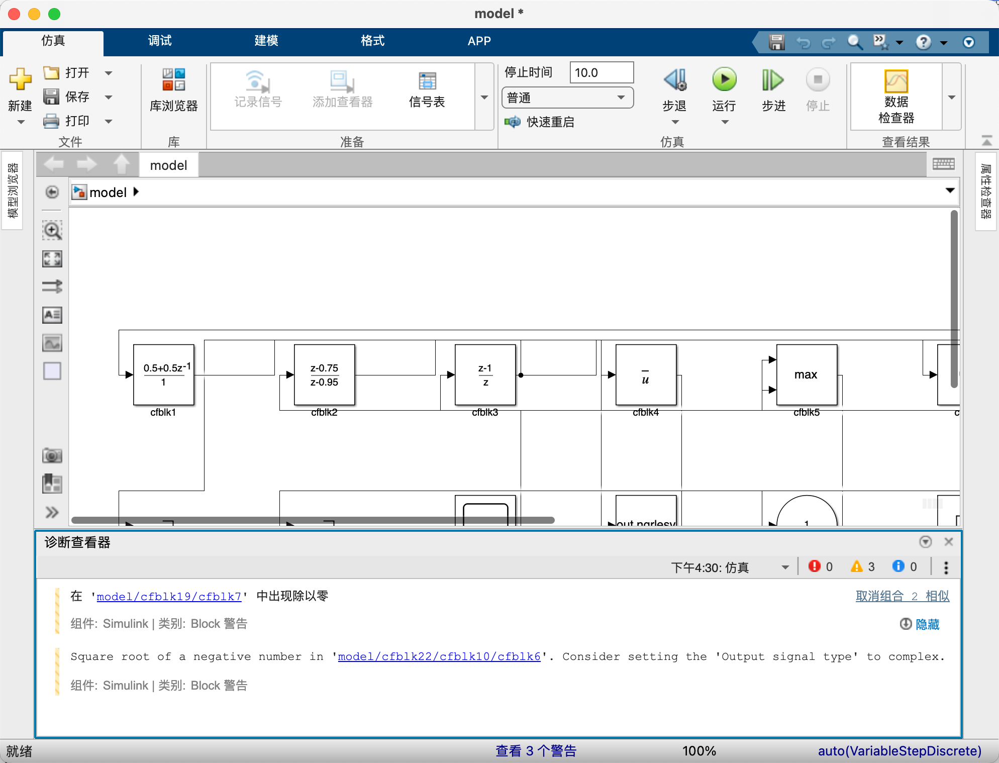 model *
仿真 调试 建模 格式 APP
新建 打开 保存 打印 文件
库浏览器 库
记录信号 添加查看器 信号表 准备
停止时间 10.0
普通
快速重启
步退 运行 步进 停止
仿真
数据
检查器
查看结果
模型浏览器
model
属性检查器
model
0.5+0.5z-1
1
cfblk1
z-0.75
z-0.95
cfblk2
z-1
z
cfblk3
u
cfblk4
max
cfblk5
c
out.ngrlesv
1
诊断查看器
下午4:30: 仿真 0 3 0
在 'model/cfblk19/cfblk7' 中出现除以零 取消组合 2 相似
组件: Simulink | 类别: Block 警告 隐藏
Square root of a negative number in 'model/cfblk22/cfblk10/cfblk6'. Consider setting the 'Output signal type' to complex.
组件: Simulink | 类别: Block 警告
就绪 查看 3 个警告 100% auto(VariableStepDiscrete)